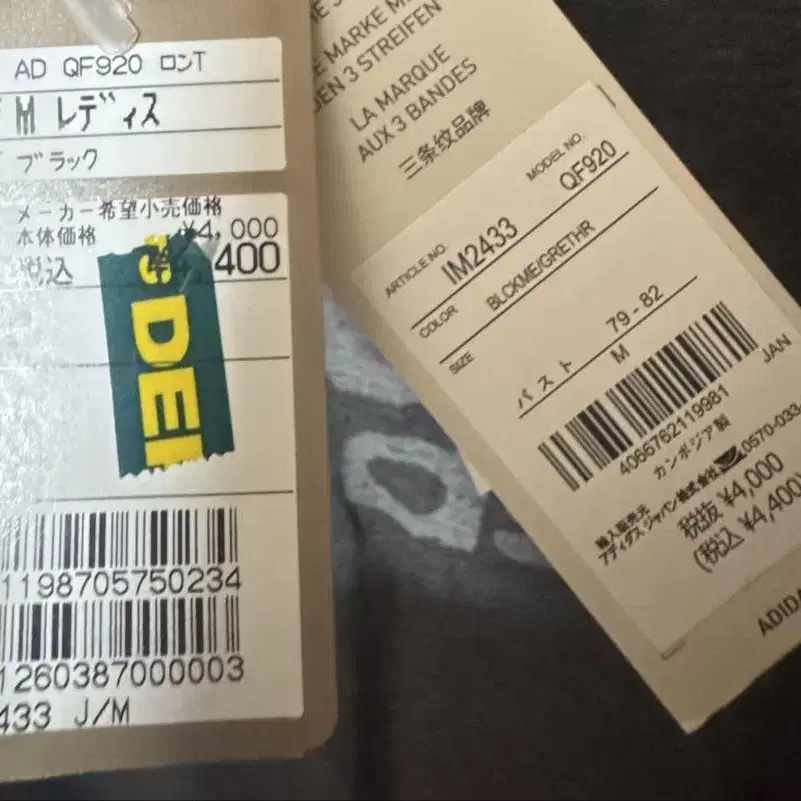 AD QF920 ロンT
M レディス
ブラック
メーカー希望小売価格
本体価格 ¥4,000
税込 400
DE
1198705750234
1260387000003
433 J/M
MARKE
3 STREIFEN
LA MARQUE
AUX 3 BANDES
三条纹品牌
MODEL NO.
QF920
ARTICLE NO.
IM2433
COLOR
BLCKME/GRETHR
SIZE
バスト 79-82
M
JAN
4066762119981
カンボジア製
輸入販売元
アディダス ジャパン株式会社 0570-033
税抜 ¥4,000
(税込 ¥4,400)